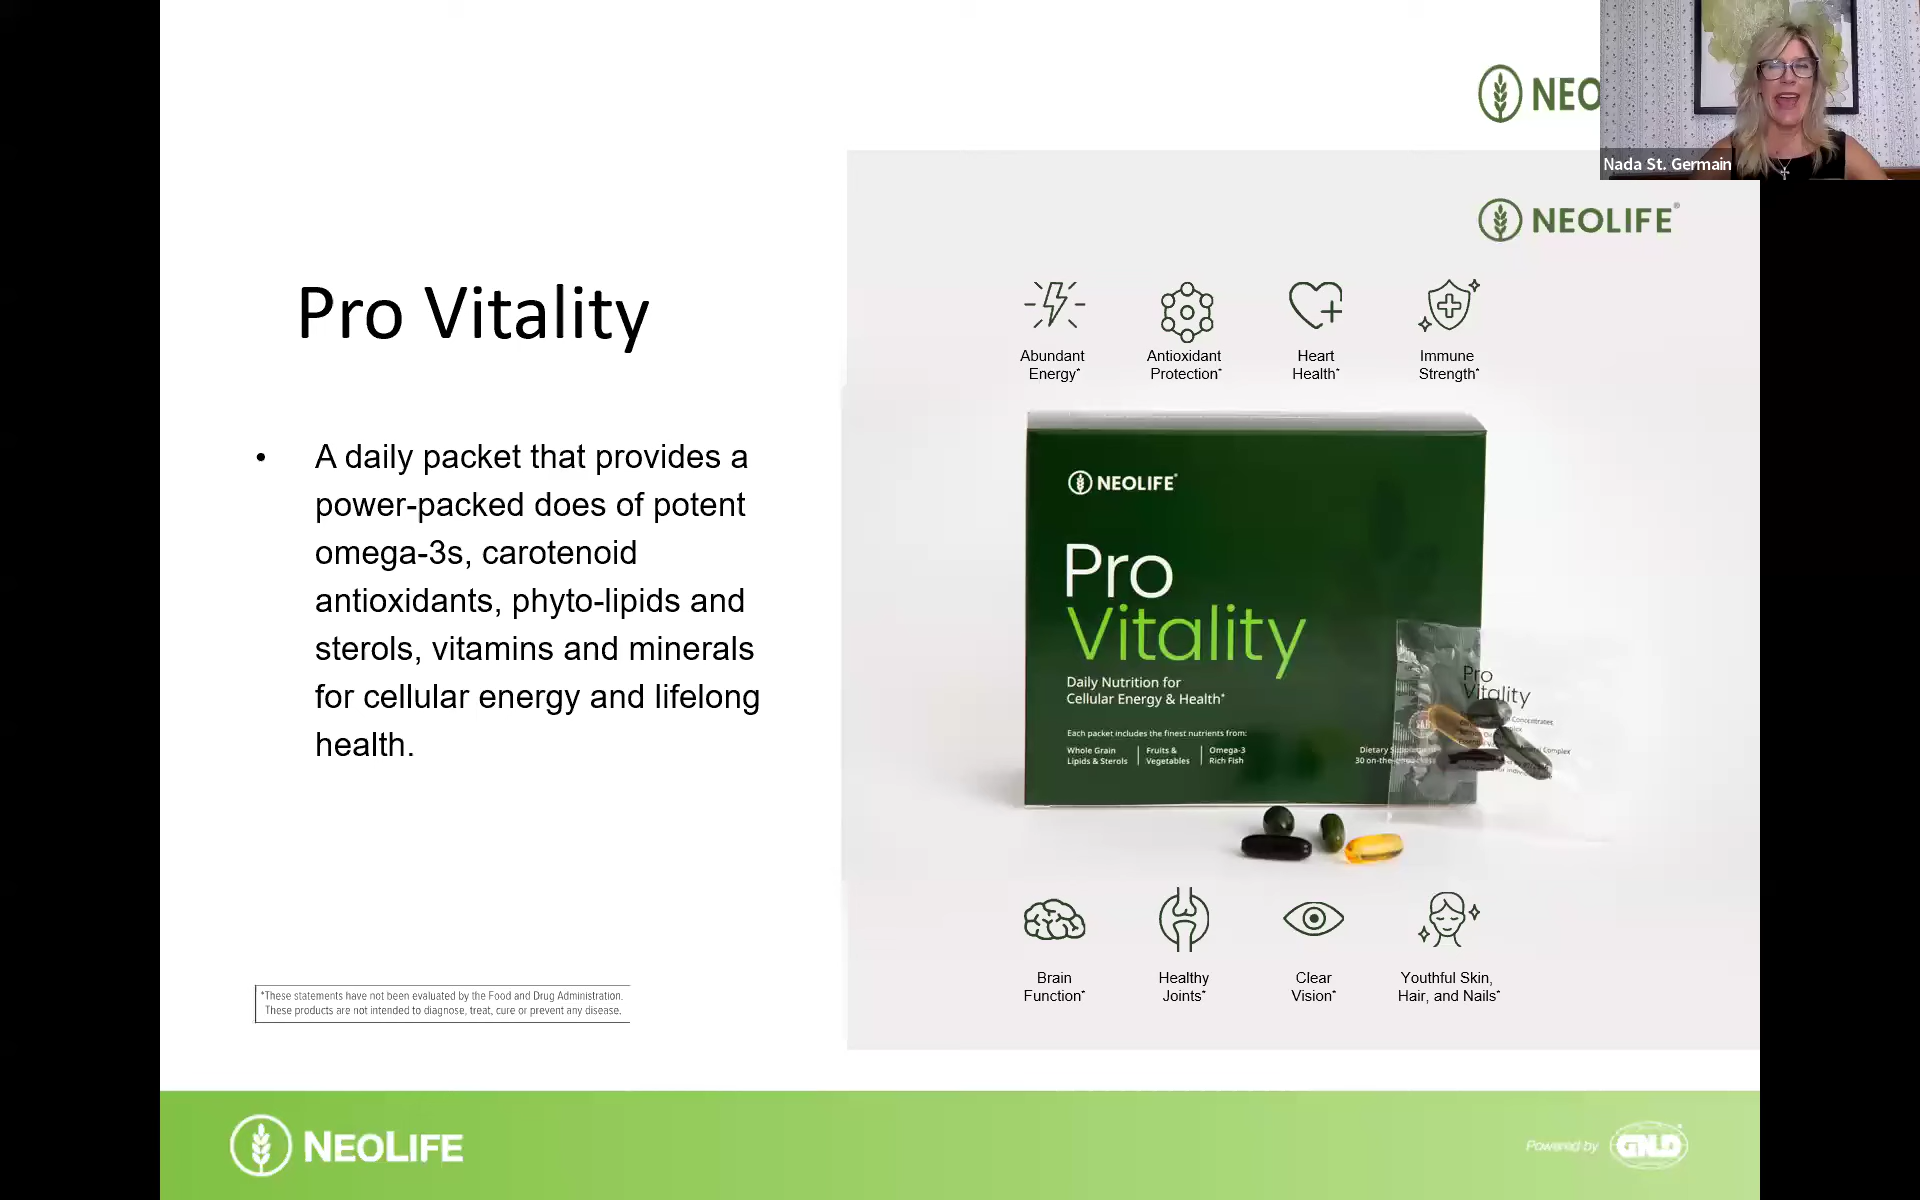 NEO
Nada St. Germain
NEOLIFE®
Pro Vitality
• A daily packet that provides a
power-packed does of potent
omega-3s, carotenoid
antioxidants, phyto-lipids and
sterols, vitamins and minerals
for cellular energy and lifelong
health.
*These statements have not been evaluated by the Food and Drug Administration.
These products are not intended to diagnose, treat, cure or prevent any disease.
Abundant
Energy*
Antioxidant
Protection*
Heart
Health*
Immune
Strength*
NEOLIFE®
Pro
Vitality
Daily Nutrition for
Cellular Energy & Health*
Each packet includes the finest nutrients from:
Whole Grain
Lipids & Sterols
Fruits &
Vegetables
Omega-3
Rich Fish
Dietary
30 on-the-
Pro
Vitality
Concentrates
Complex
Brain
Function*
Healthy
Joints*
Clear
Vision*
Youthful Skin,
Hair, and Nails*
NEOLIFE
Powered by GNLD